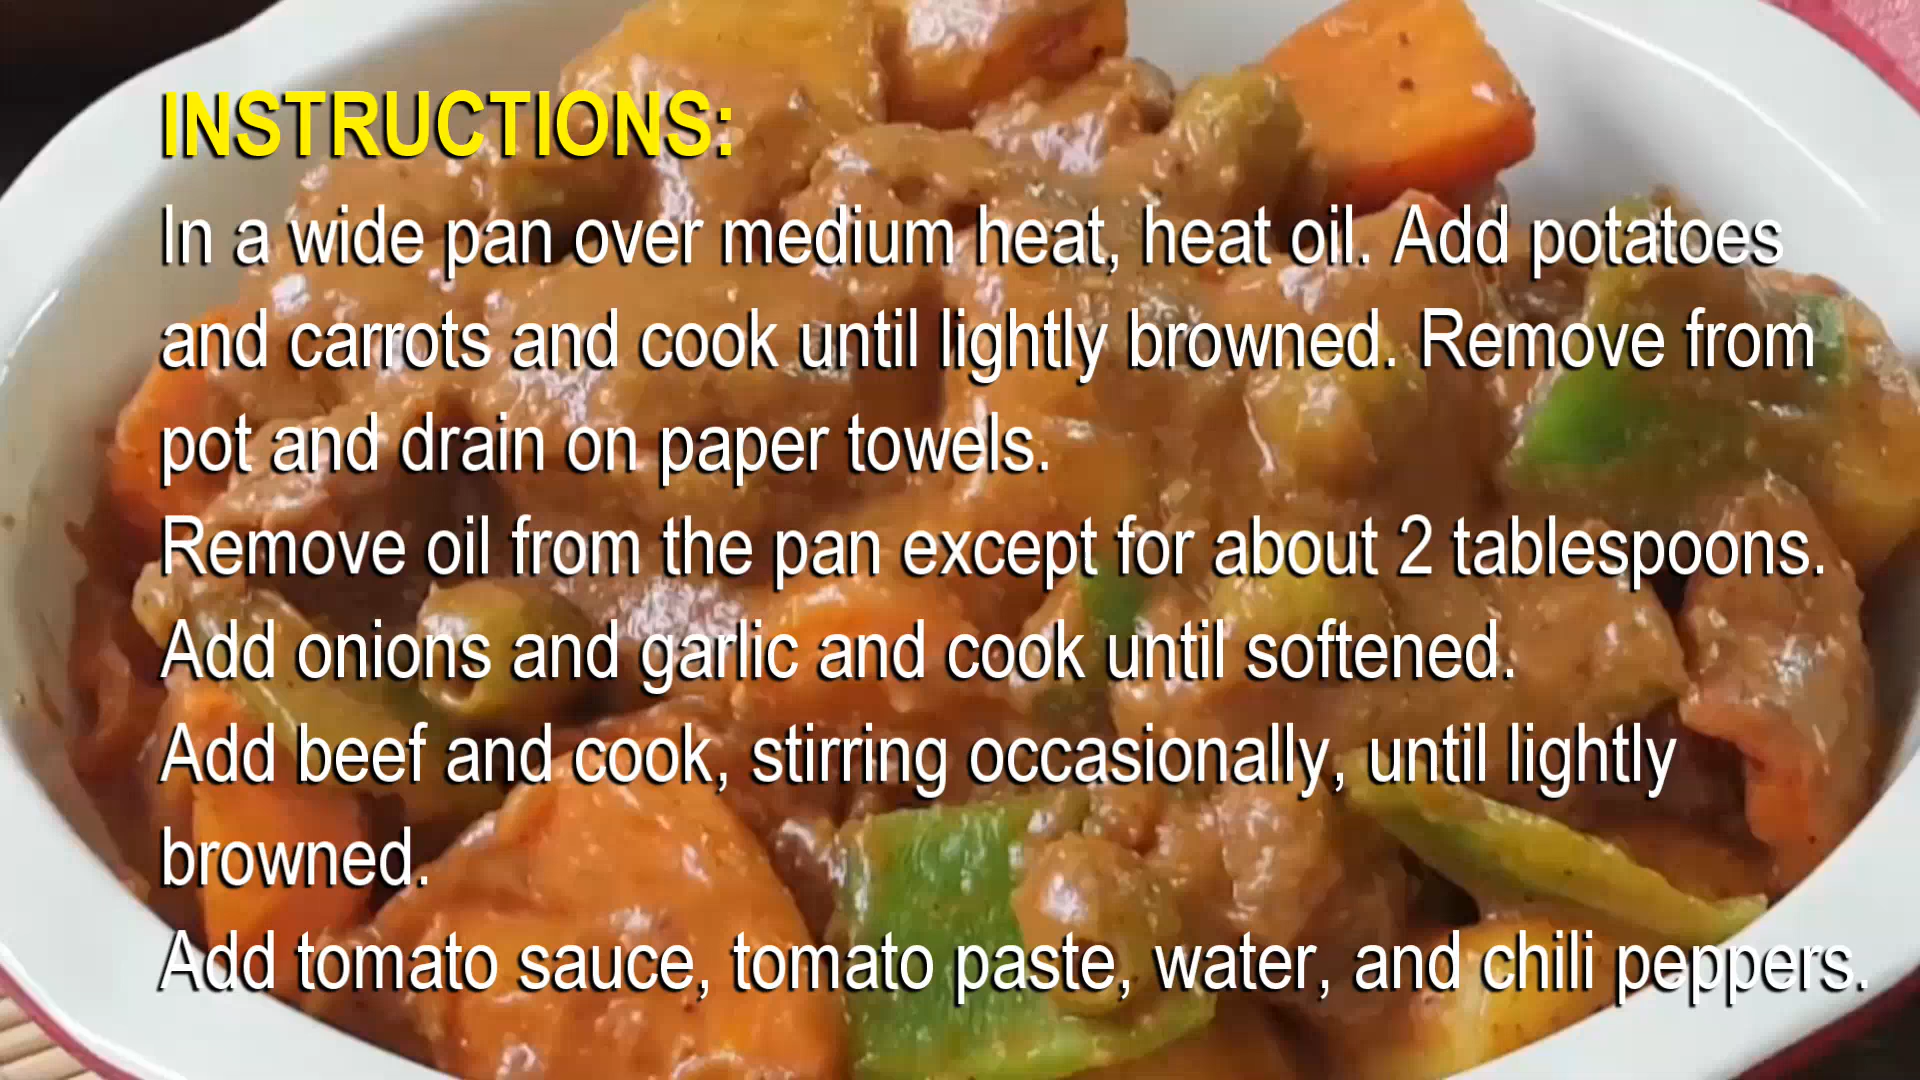 INSTRUCTIONS:
In a wide pan over medium heat, heat oil. Add potatoes
and carrots and cook until lightly browned. Remove from
pot and drain on paper towels.
Remove oil from the pan except for about 2 tablespoons.
Add onions and garlic and cook until softened.
Add beef and cook, stirring occasionally, until lightly
browned.
Add tomato sauce, tomato paste, water, and chili peppers.